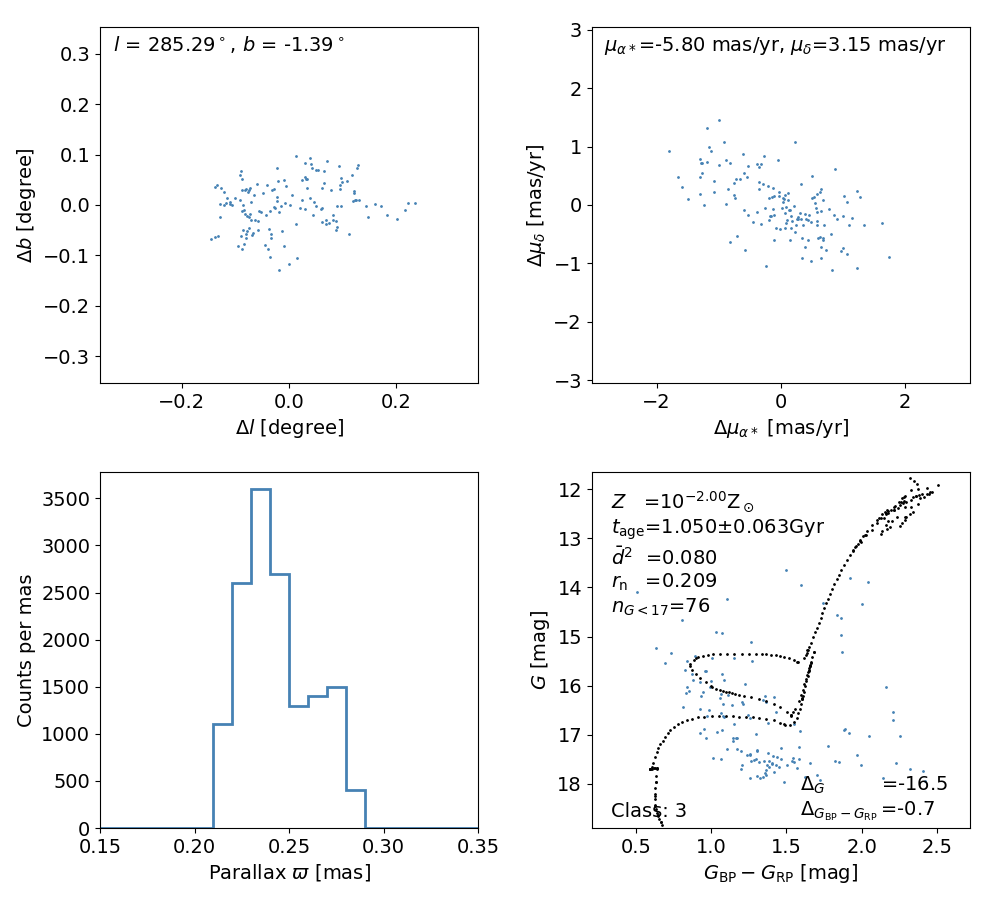 l = 285.29°, b = -1.39°
0.3
0.2
0.1
0.0
−0.1
−0.2
−0.3
Δb [degree]
−0.2 0.0 0.2
Δl [degree]
μα*=-5.80 mas/yr, μδ=3.15 mas/yr
3
2
1
0
−1
−2
−3
Δμδ [mas/yr]
−2 0 2
Δμα* [mas/yr]
3500
3000
2500
2000
1500
1000
500
0
Counts per mas
0.15 0.20 0.25 0.30 0.35
Parallax ϖ [mas]
Z =10^−2.00 Z⊙
tage=1.050±0.063Gyr
d̄² =0.080
rn =0.209
nG<17=76
12
13
14
15
16
17
18
G [mag]
ΔG =-16.5
ΔGBP−GRP=-0.7
Class: 3
0.5 1.0 1.5 2.0 2.5
GBP − GRP [mag]